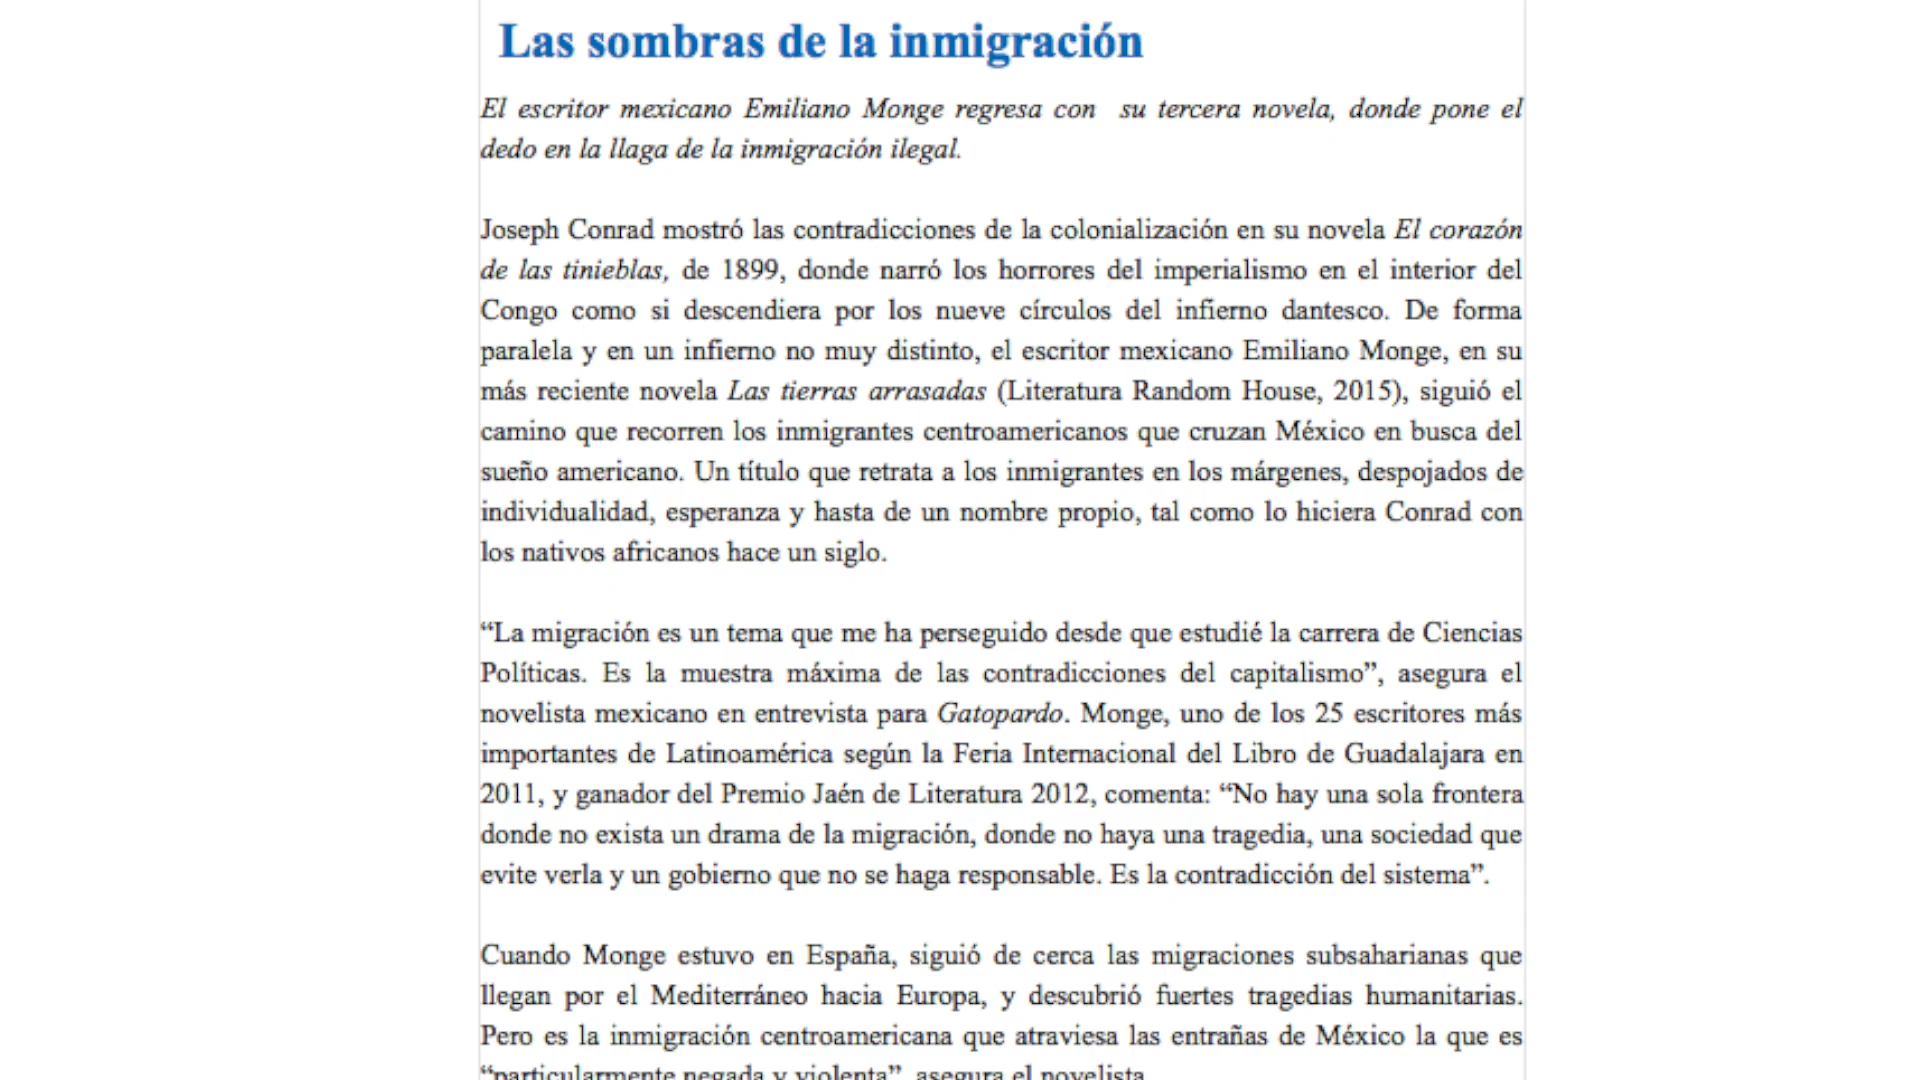 Las sombras de la inmigración
El escritor mexicano Emiliano Monge regresa con su tercera novela, donde pone el
dedo en la llaga de la inmigración ilegal.
Joseph Conrad mostró las contradicciones de la colonialización en su novela El corazón
de las tinieblas, de 1899, donde narró los horrores del imperialismo en el interior del
Congo como si descendiera por los nueve círculos del infierno dantesco. De forma
paralela y en un infierno no muy distinto, el escritor mexicano Emiliano Monge, en su
más reciente novela Las tierras arrasadas (Literatura Random House, 2015), siguió el
camino que recorren los inmigrantes centroamericanos que cruzan México en busca del
sueño americano. Un título que retrata a los inmigrantes en los márgenes, despojados de
individualidad, esperanza y hasta de un nombre propio, tal como lo hiciera Conrad con
los nativos africanos hace un siglo.
“La migración es un tema que me ha perseguido desde que estudié la carrera de Ciencias
Políticas. Es la muestra máxima de las contradicciones del capitalismo”, asegura el
novelista mexicano en entrevista para Gatopardo. Monge, uno de los 25 escritores más
importantes de Latinoamérica según la Feria Internacional del Libro de Guadalajara en
2011, y ganador del Premio Jaén de Literatura 2012, comenta: “No hay una sola frontera
donde no exista un drama de la migración, donde no haya una tragedia, una sociedad que
evite verla y un gobierno que no se haga responsable. Es la contradicción del sistema”.
Cuando Monge estuvo en España, siguió de cerca las migraciones subsaharianas que
llegan por el Mediterráneo hacia Europa, y descubrió fuertes tragedias humanitarias.
Pero es la inmigración centroamericana que atraviesa las entrañas de México la que es
“particularmente negada y violenta”, asegura el novelista.